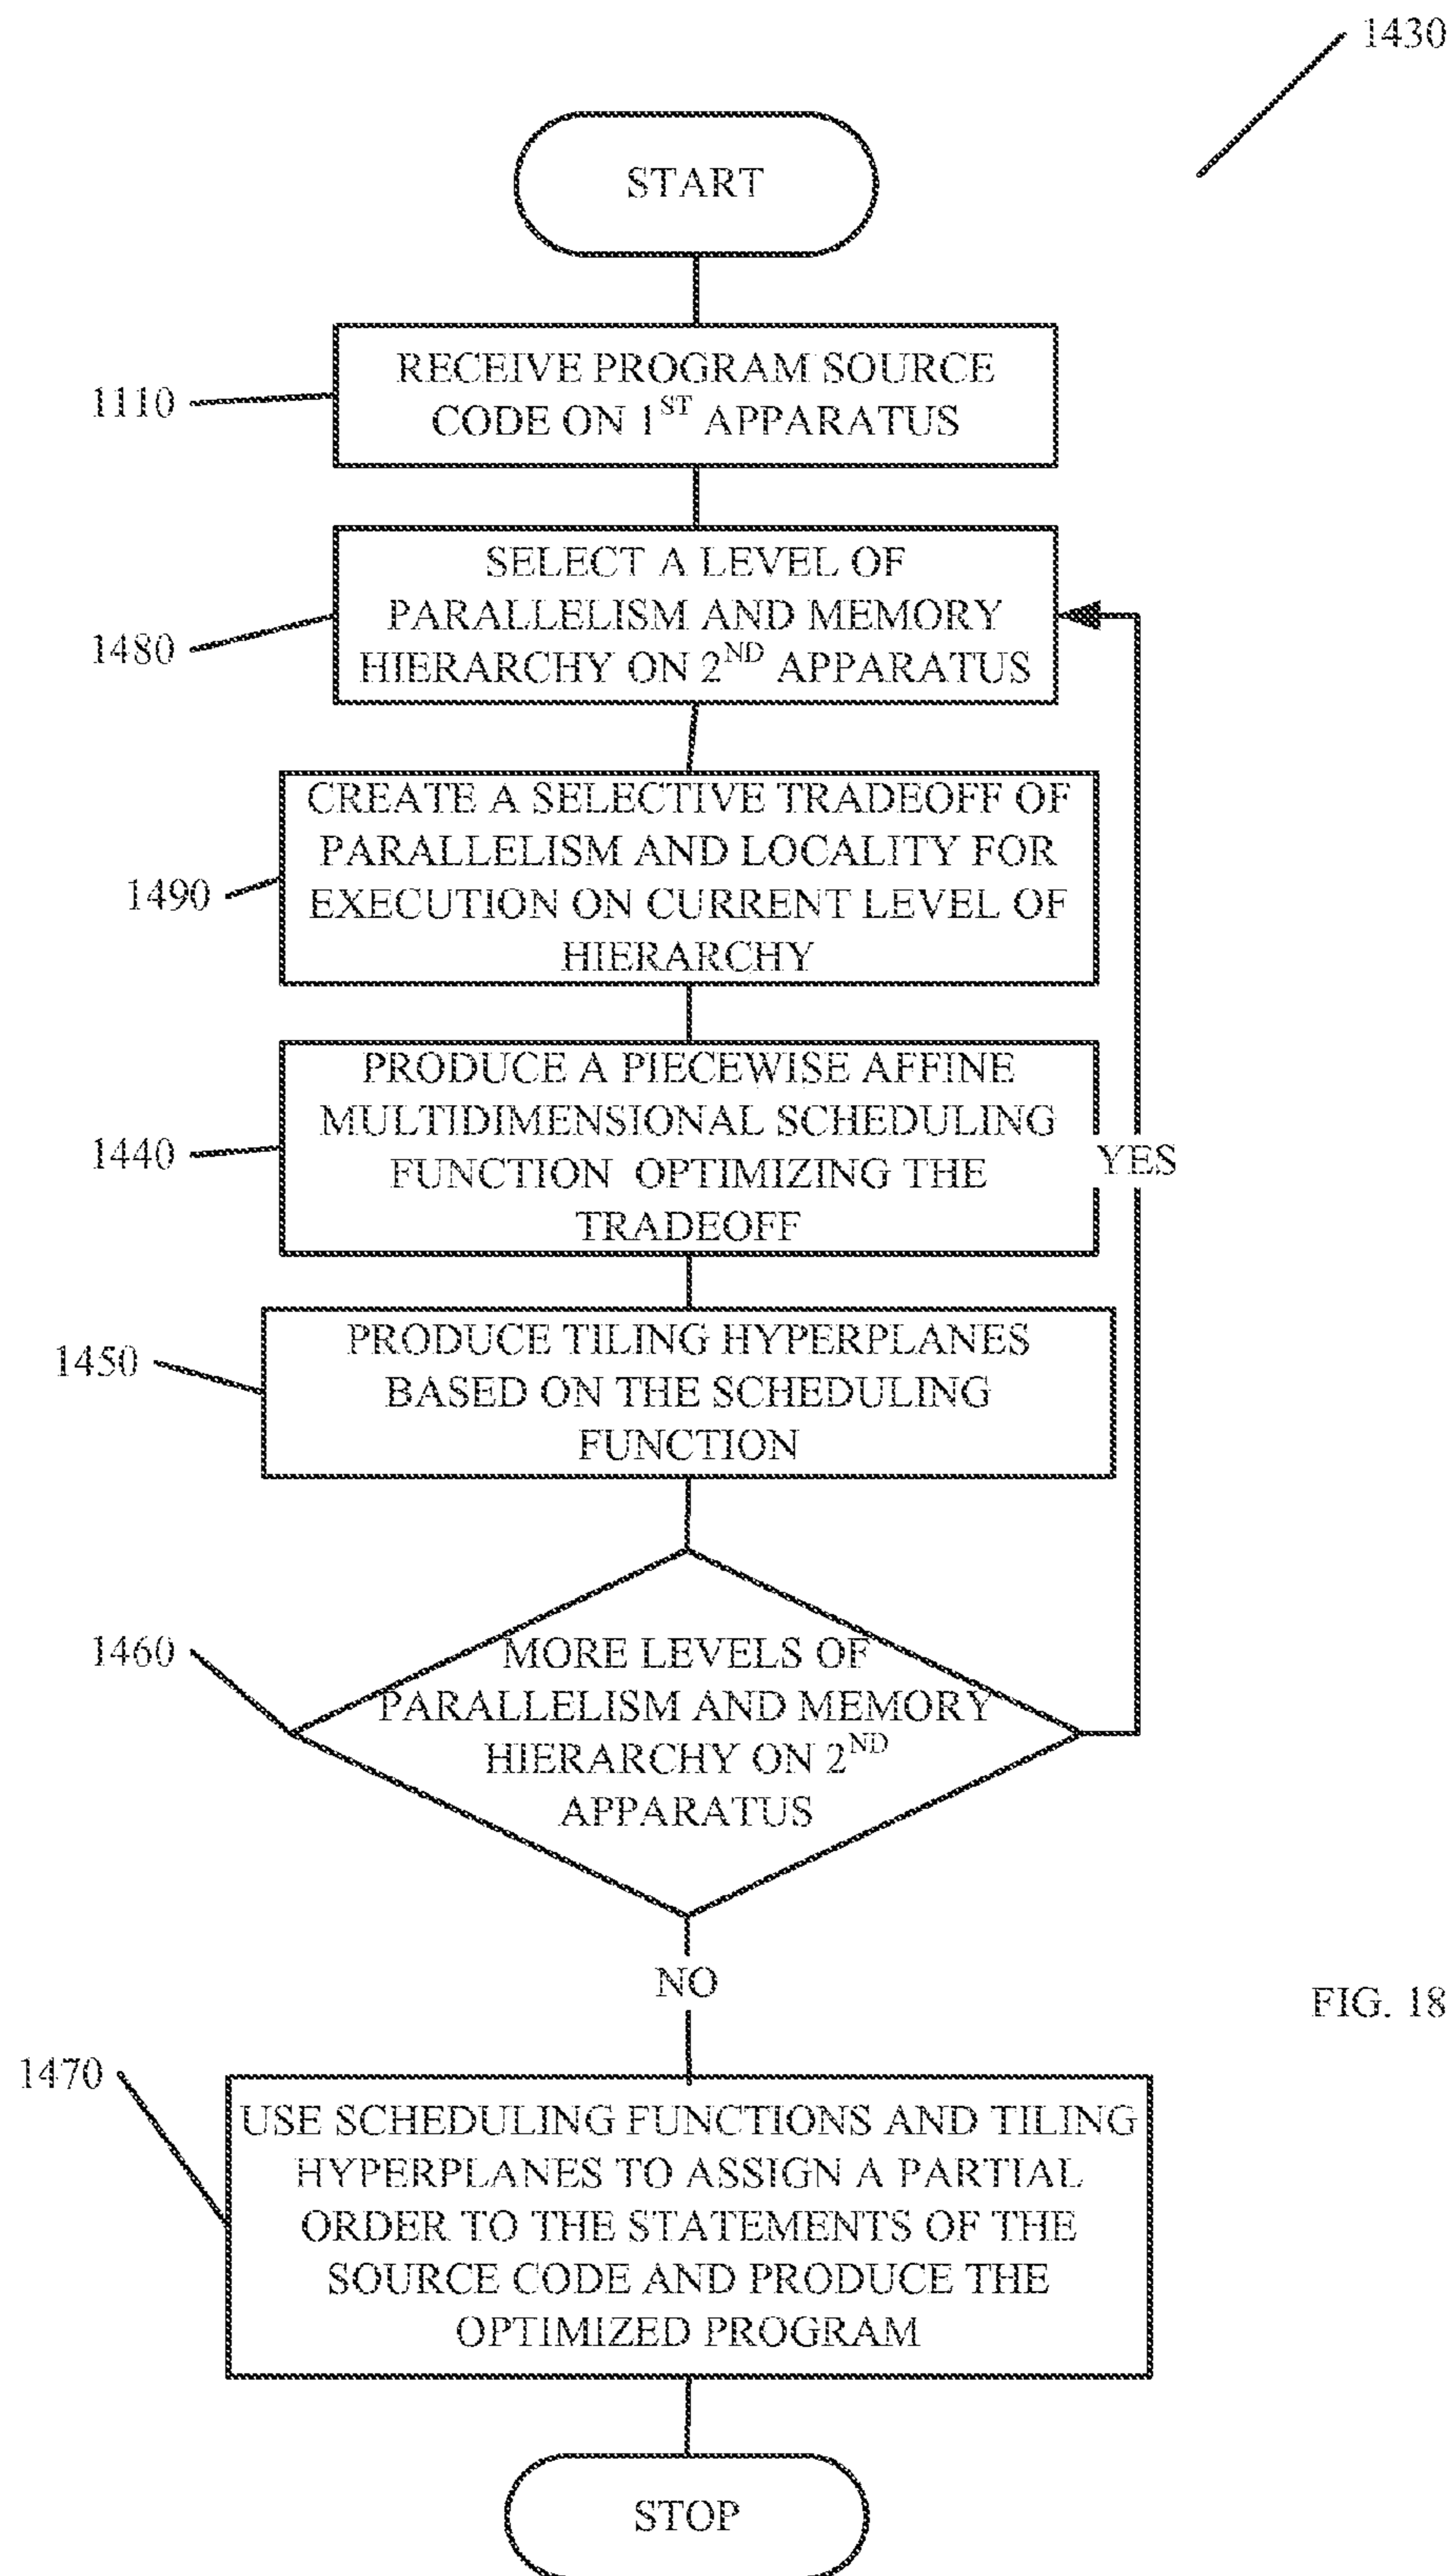 1430
START
1110
RECEIVE PROGRAM SOURCE
CODE ON 1ST APPARATUS
1480
SELECT A LEVEL OF
PARALLELISM AND MEMORY
HIERARCHY ON 2ND APPARATUS
1490
CREATE A SELECTIVE TRADEOFF OF
PARALLELISM AND LOCALITY FOR
EXECUTION ON CURRENT LEVEL OF
HIERARCHY
1440
PRODUCE A PIECEWISE AFFINE
MULTIDIMENSIONAL SCHEDULING
FUNCTION OPTIMIZING THE
TRADEOFF
YES
1450
PRODUCE TILING HYPERPLANES
BASED ON THE SCHEDULING
FUNCTION
1460
MORE LEVELS OF
PARALLELISM AND MEMORY
HIERARCHY ON 2ND
APPARATUS
NO
FIG. 18
1470
USE SCHEDULING FUNCTIONS AND TILING
HYPERPLANES TO ASSIGN A PARTIAL
ORDER TO THE STATEMENTS OF THE
SOURCE CODE AND PRODUCE THE
OPTIMIZED PROGRAM
STOP